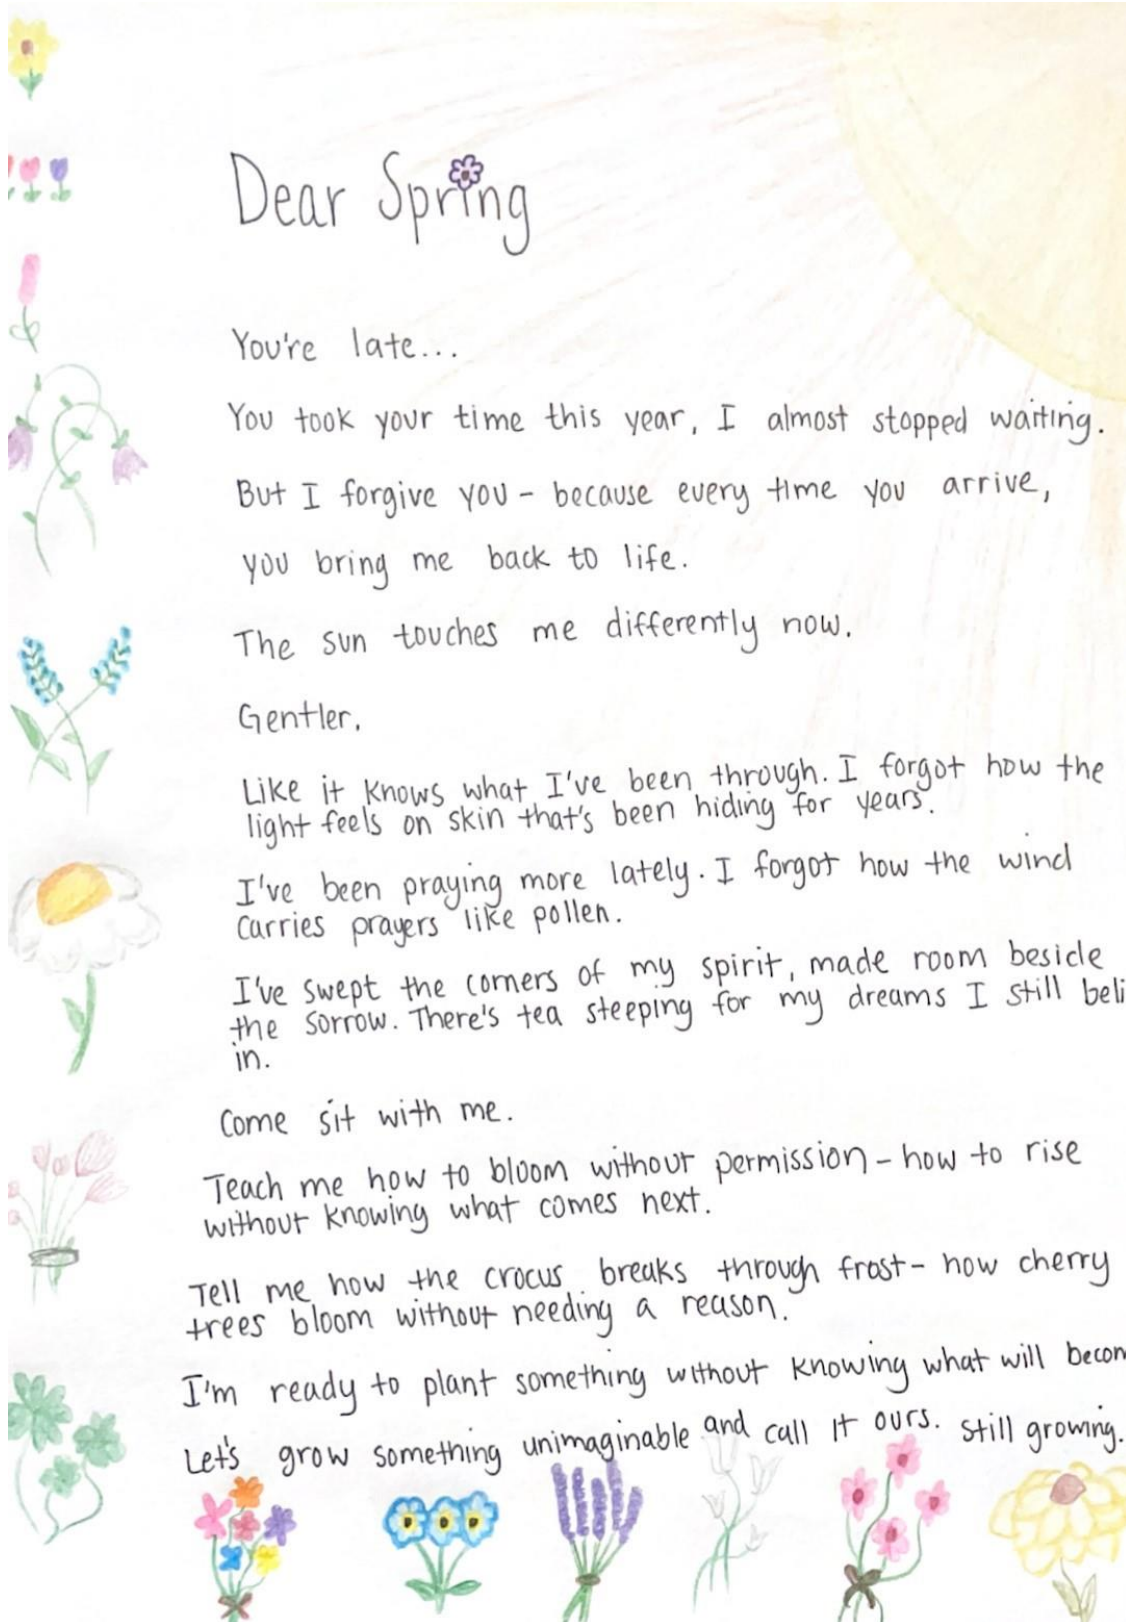 Dear Spring
You're late...
You took your time this year, I almost stopped waiting.
But I forgive you - because every time you arrive,
you bring me back to life.
The sun touches me differently now.
Gentler.
Like it knows what I've been through. I forgot how the
light feels on skin that's been hiding for years.
I've been praying more lately. I forgot how the wind
carries prayers like pollen.
I've swept the corners of my spirit, made room beside
the sorrow. There's tea steeping for my dreams I still beli
in.
Come sit with me.
Teach me how to bloom without permission - how to rise
without knowing what comes next.
Tell me how the crocus breaks through frost - how cherry
trees bloom without needing a reason.
I'm ready to plant something without knowing what will becom
Let's grow something unimaginable and call it ours. Still growing.